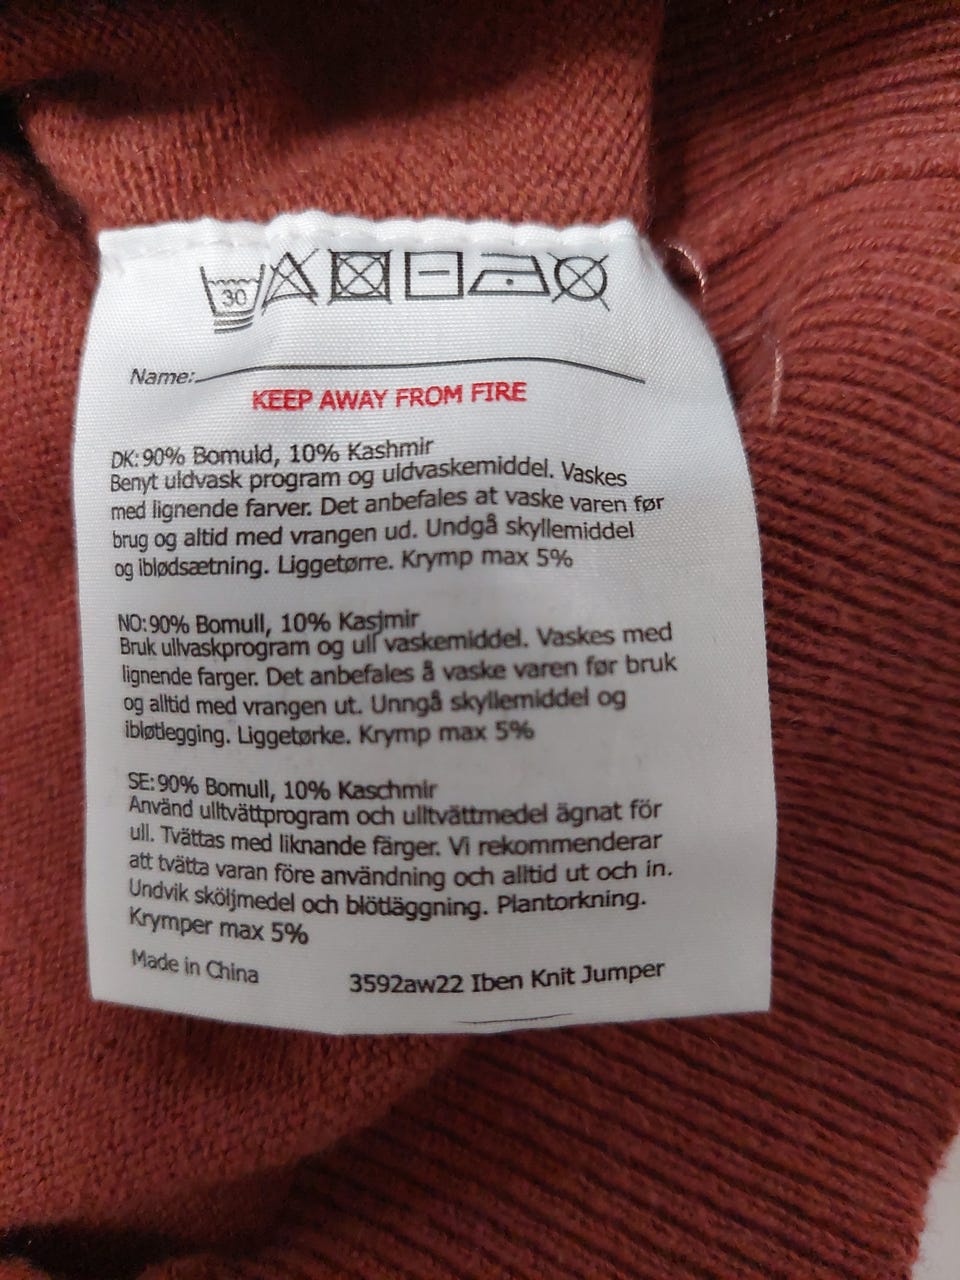 30
Name:
KEEP AWAY FROM FIRE
DK: 90% Bomuld, 10% Kashmir
Benyt uldvask program og uldvaskemiddel. Vaskes
med lignende farver. Det anbefales at vaske varen før
brug og altid med vrangen ud. Undgå skyllemiddel
og iblødsætning. Liggetørre. Krymp max 5%
NO: 90% Bomull, 10% Kasjmir
Bruk ullvaskprogram og ull vaskemiddel. Vaskes med
lignende farger. Det anbefales å vaske varen før bruk
og alltid med vrangen ut. Unngå skyllemiddel og
ibløtlegging. Liggetørke. Krymp max 5%
SE: 90% Bomull, 10% Kaschmir
Använd ulltvättprogram och ulltvättmedel ägnat för
ull. Tvättas med liknande färger. Vi rekommenderar
att tvätta varan före användning och alltid ut och in.
Undvik sköljmedel och blötläggning. Plantorkning.
Krymper max 5%
Made in China
3592aw22 Iben Knit Jumper